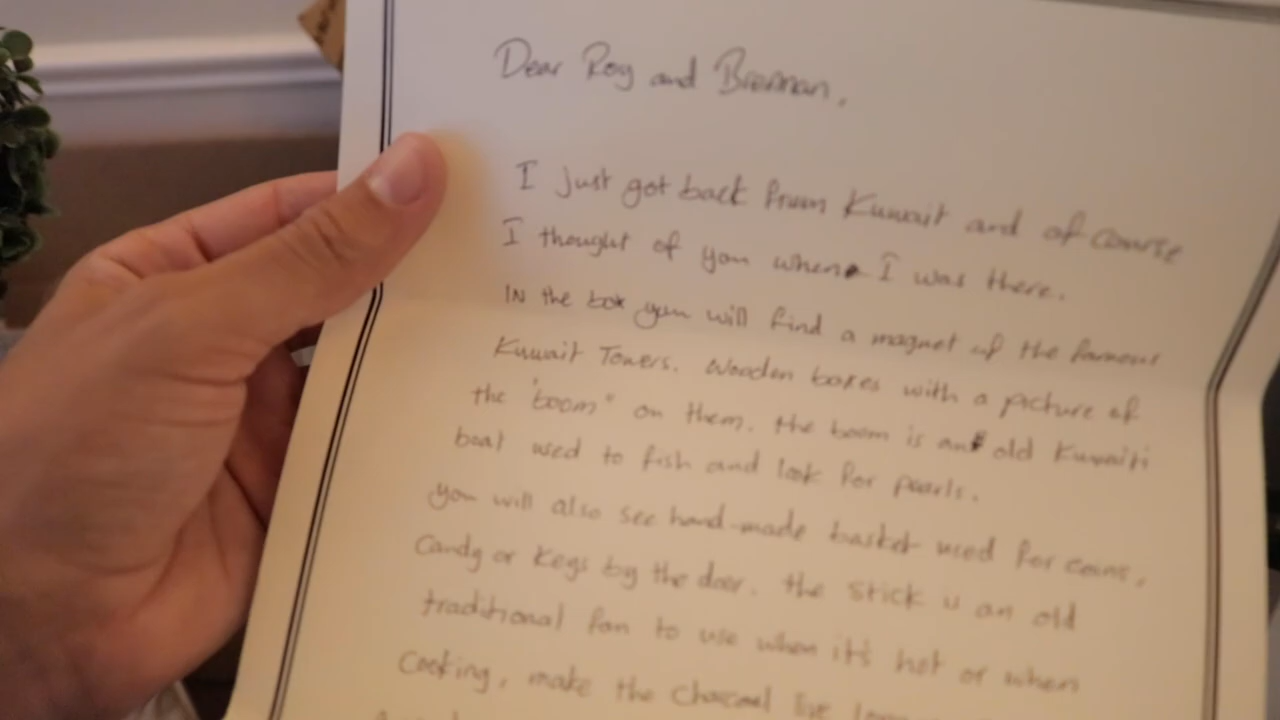 Dear Roy and Brennan,
I just got back from Kuwait and of course
I thought of you when I was there.
IN the box you will find a magnet of the famous
Kuwait Towers. Wooden boxes with a picture of
the "boom" on them. the boom is an old Kuwaiti
boat used to fish and look for pearls.
you will also see hand-made basket used for coins,
Candy or Keys by the door. the stick is an old
traditional fan to use when it's hot or when
Cooking, make the Charcoal live